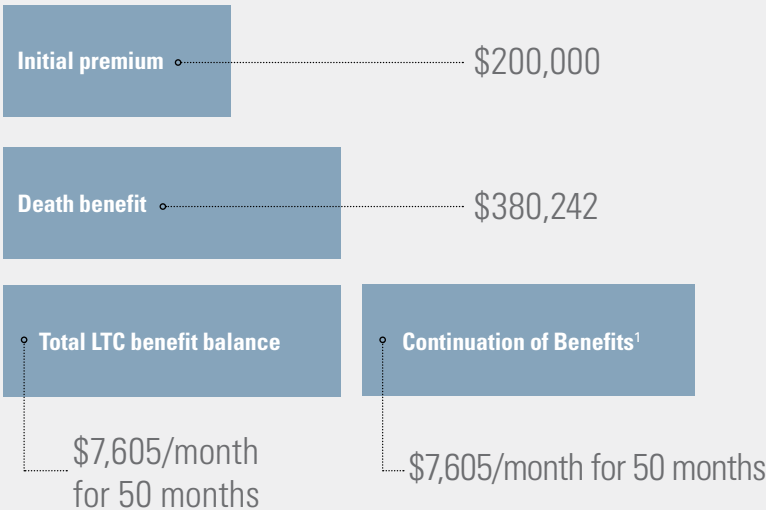 Initial premium
$200,000
Death benefit
$380,242
Total LTC benefit balance
Continuation of Benefits¹
$7,605/month
for 50 months
$7,605/month for 50 months